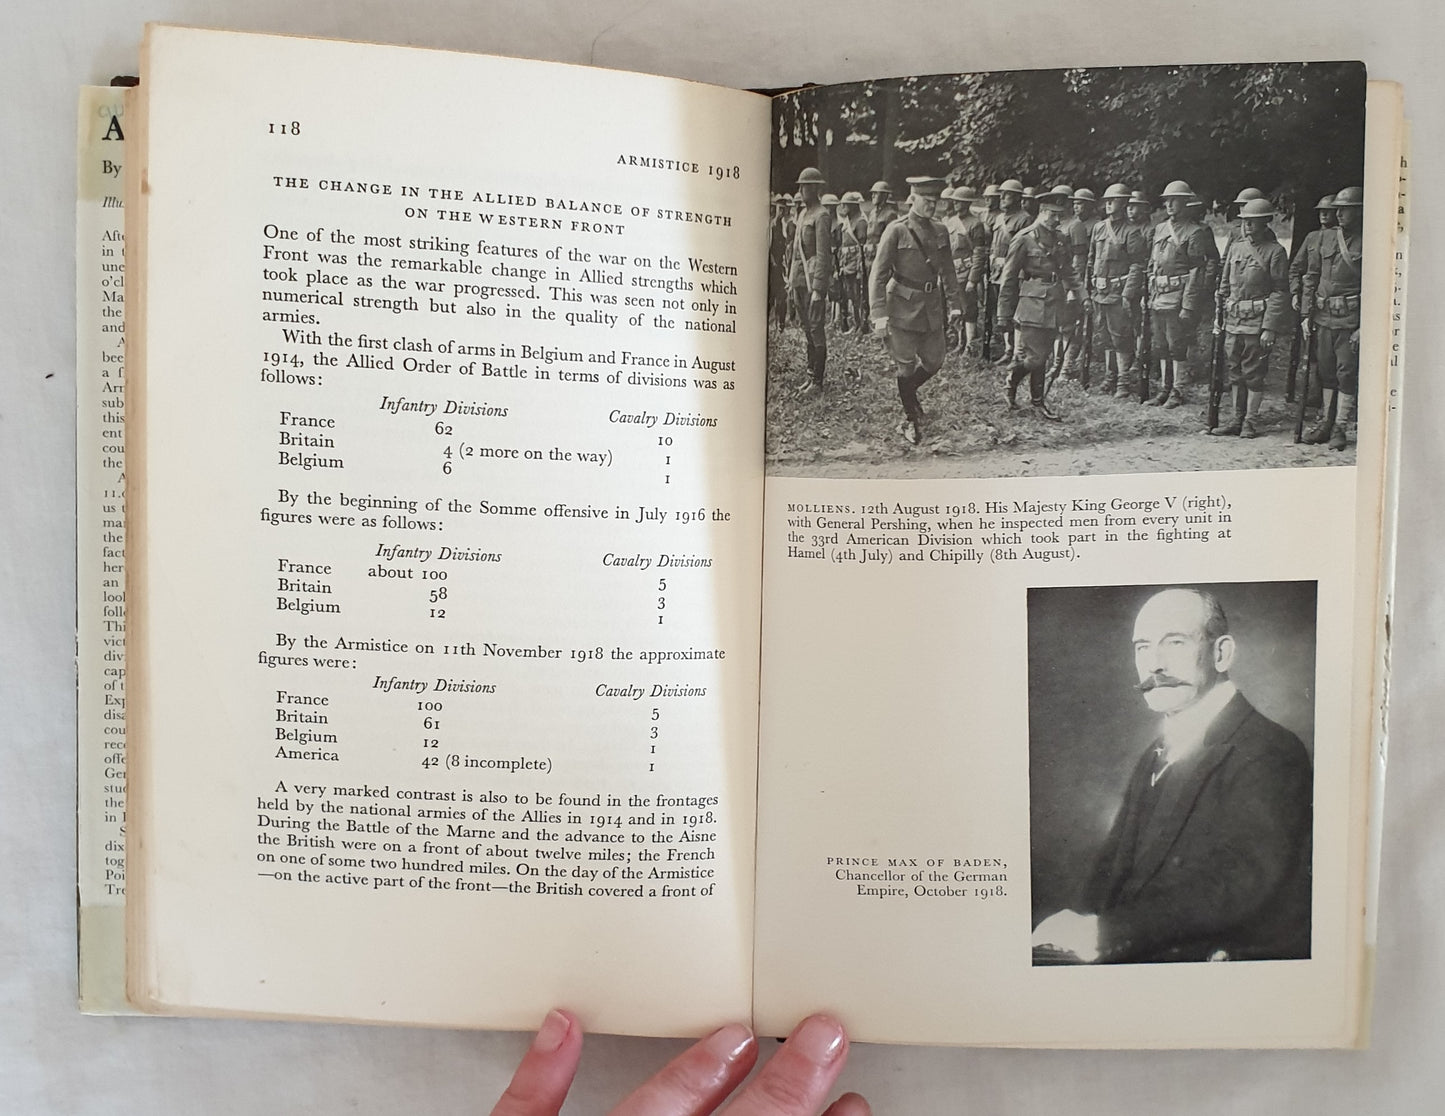 118
ARMISTICE 1918
THE CHANGE IN THE ALLIED BALANCE OF STRENGTH
ON THE WESTERN FRONT
One of the most striking features of the war on the Western
Front was the remarkable change in Allied strengths which
took place as the war progressed. This was seen not only in
numerical strength but also in the quality of the national
armies.
With the first clash of arms in Belgium and France in August
1914, the Allied Order of Battle in terms of divisions was as
follows:
Infantry Divisions Cavalry Divisions
France 62 10
Britain 4 (2 more on the way) 1
Belgium 6 1
By the beginning of the Somme offensive in July 1916 the
figures were as follows:
Infantry Divisions Cavalry Divisions
France about 100 5
Britain 58 3
Belgium 12 1
By the Armistice on 11th November 1918 the approximate
figures were:
Infantry Divisions Cavalry Divisions
France 100 5
Britain 61 3
Belgium 12 1
America 42 (8 incomplete) 1
A very marked contrast is also to be found in the frontages
held by the national armies of the Allies in 1914 and in 1918.
During the Battle of the Marne and the advance to the Aisne
the British were on a front of about twelve miles; the French
on one of some two hundred miles. On the day of the Armistice
—on the active part of the front—the British covered a front of
MOLLIENS. 12th August 1918. His Majesty King George V (right),
with General Pershing, when he inspected men from every unit in
the 33rd American Division which took part in the fighting at
Hamel (4th July) and Chipilly (8th August).
PRINCE MAX OF BADEN,
Chancellor of the German
Empire, October 1918.
A
By